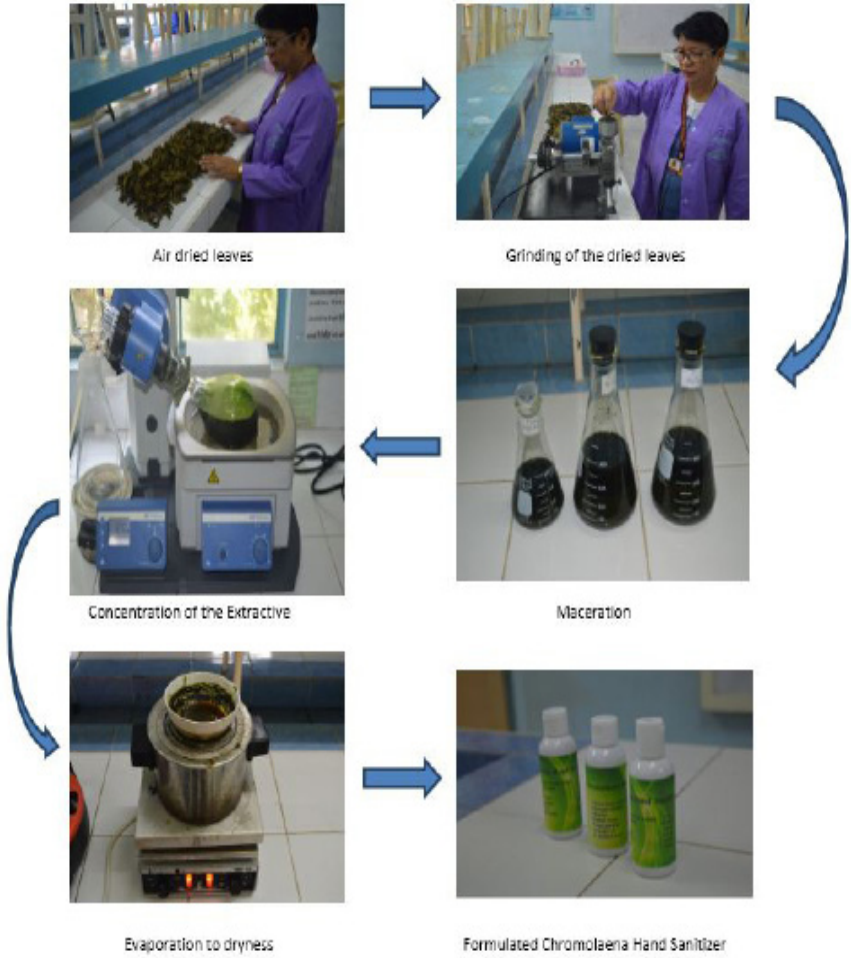 Air dried leaves
Grinding of the dried leaves
Maceration
Concentration of the Extractive
Evaporation to dryness
Formulated Chromolaena Hand Sanitizer